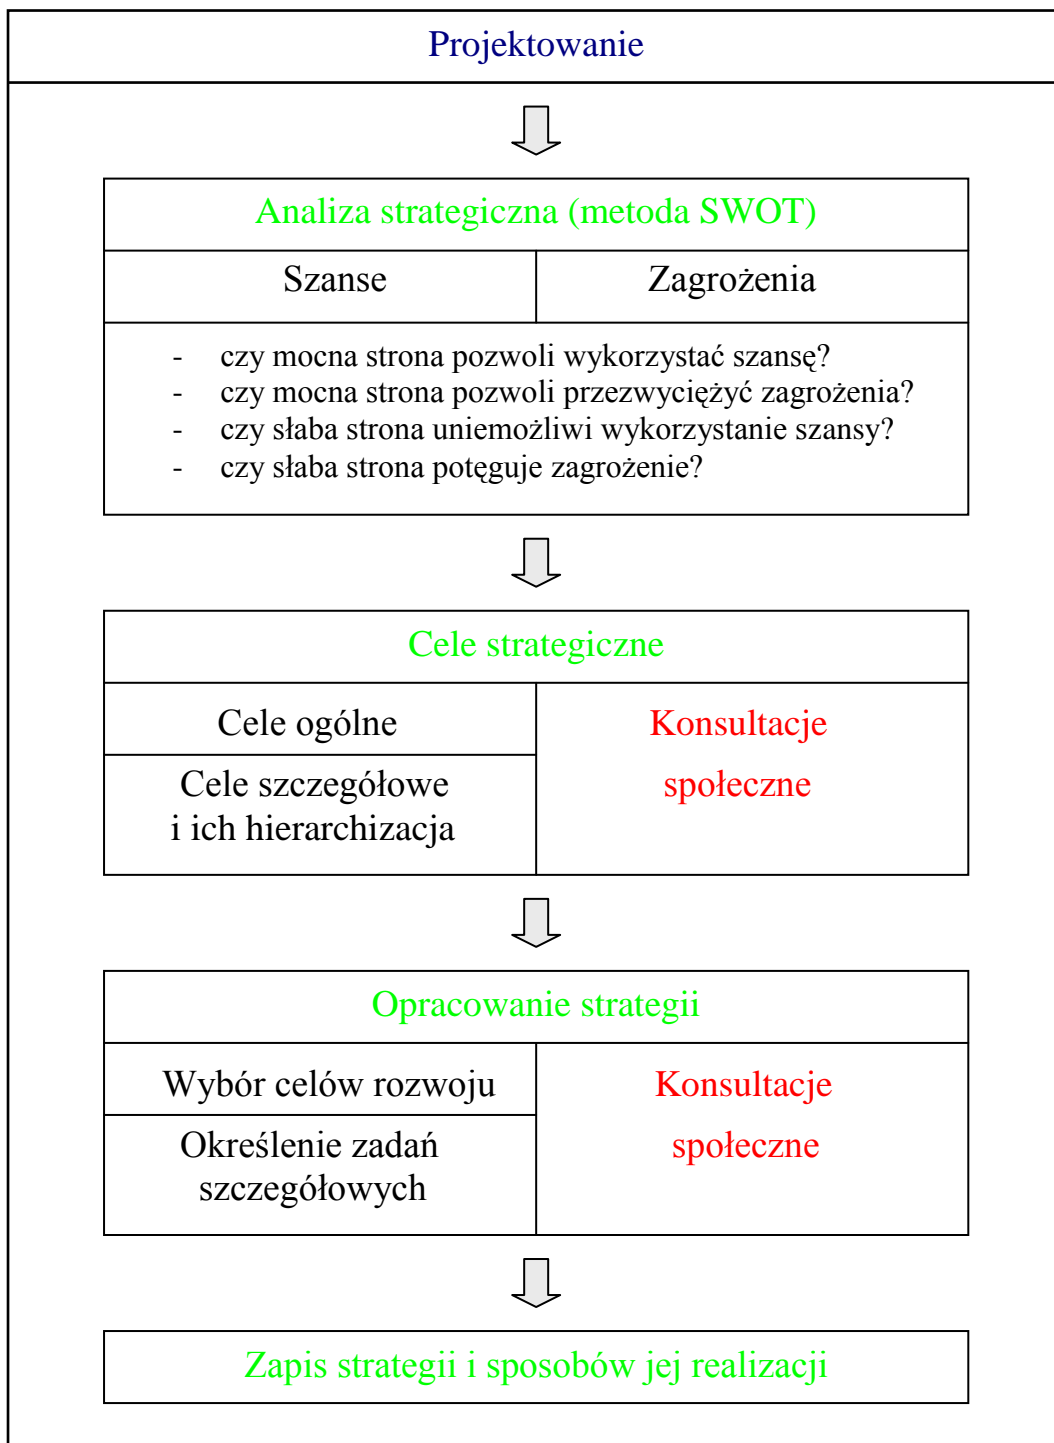 Projektowanie
Analiza strategiczna (metoda SWOT)
Szanse
Zagrożenia
- czy mocna strona pozwoli wykorzystać szansę?
- czy mocna strona pozwoli przezwyciężyć zagrożenia?
- czy słaba strona uniemożliwi wykorzystanie szansy?
- czy słaba strona potęguje zagrożenie?
Cele strategiczne
Cele ogólne
Cele szczegółowe
i ich hierarchizacja
Konsultacje
społeczne
Opracowanie strategii
Wybór celów rozwoju
Określenie zadań
szczegółowych
Konsultacje
społeczne
Zapis strategii i sposobów jej realizacji